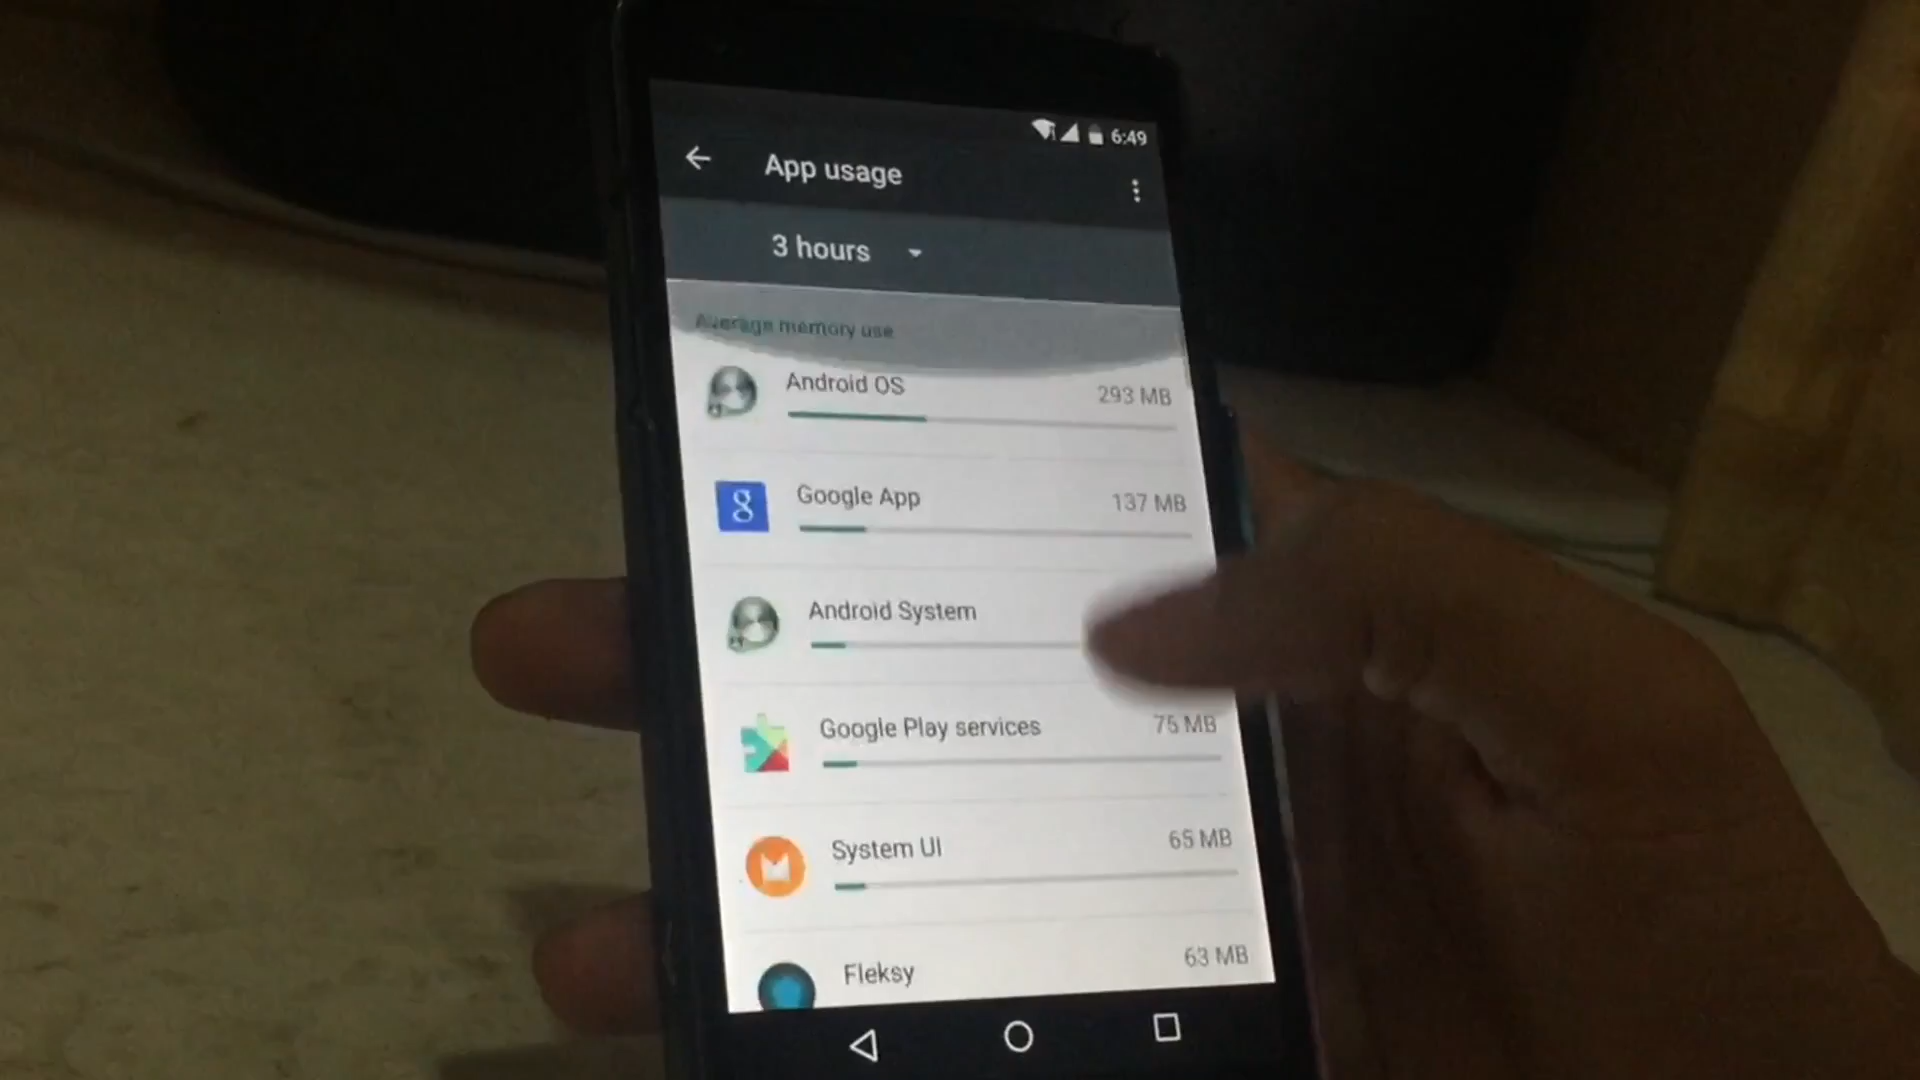 6:49
App usage
3 hours
Average memory use
Android OS
293 MB
g
Google App
137 MB
Android System
Google Play services
75 MB
System UI
65 MB
Fleksy
63 MB